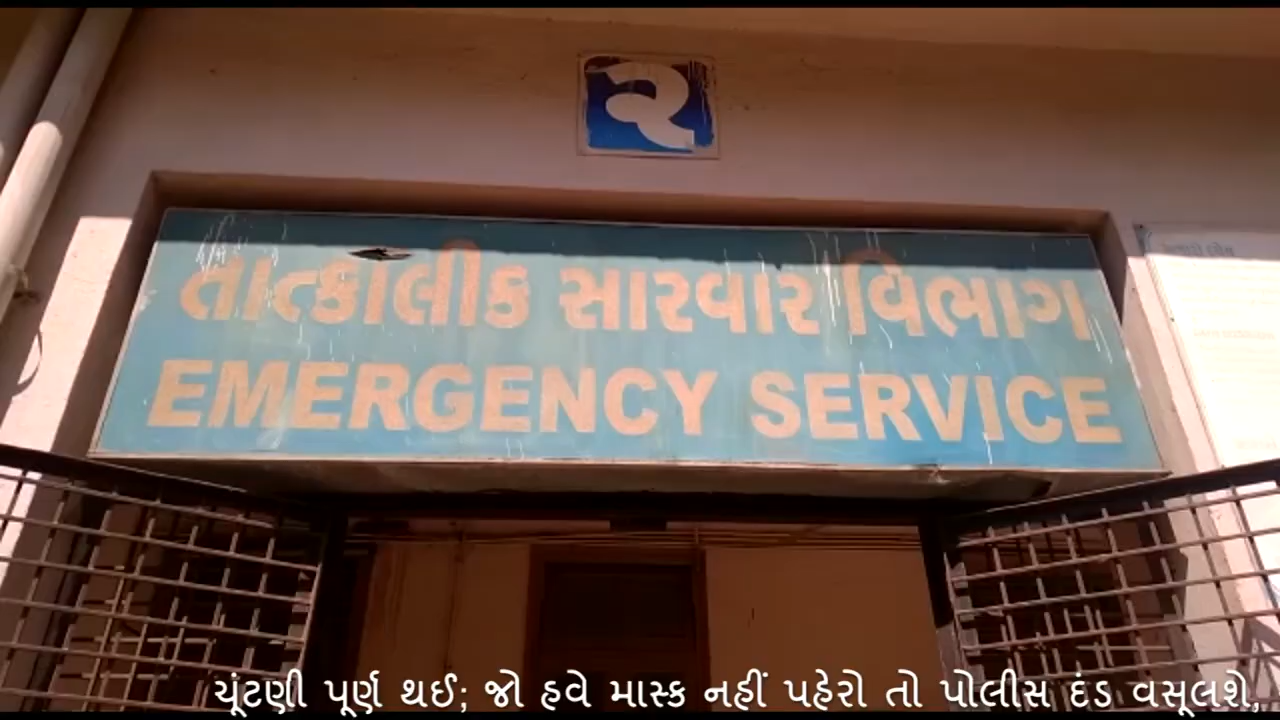 ૨
તાત્કાલીક સારવાર વિભાગ
EMERGENCY SERVICE
ચૂંટણી પૂર્ણ થઈ; જો હવે માસ્ક નહીં પહેરો તો પોલીસ દંડ વસૂલશે,